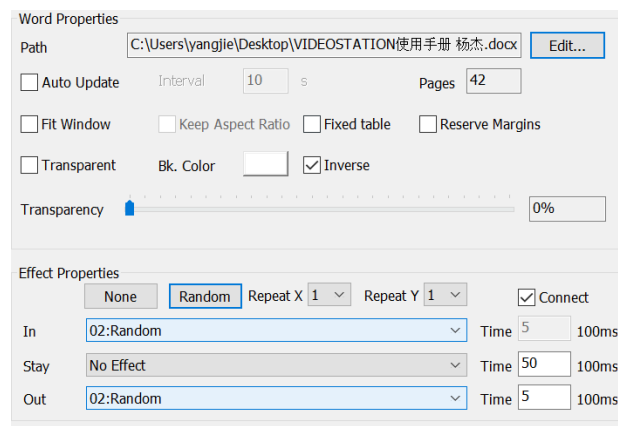 Word Properties
Path C:\Users\yangjie\Desktop\VIDEOSTATION使用手册 杨杰.docx Edit...
Auto Update Interval 10 s Pages 42
Fit Window Keep Aspect Ratio Fixed table Reserve Margins
Transparent Bk. Color Inverse
Transparency 0%
Effect Properties
None Random Repeat X 1 Repeat Y 1 Connect
In 02:Random Time 5 100ms
Stay No Effect Time 50 100ms
Out 02:Random Time 5 100ms